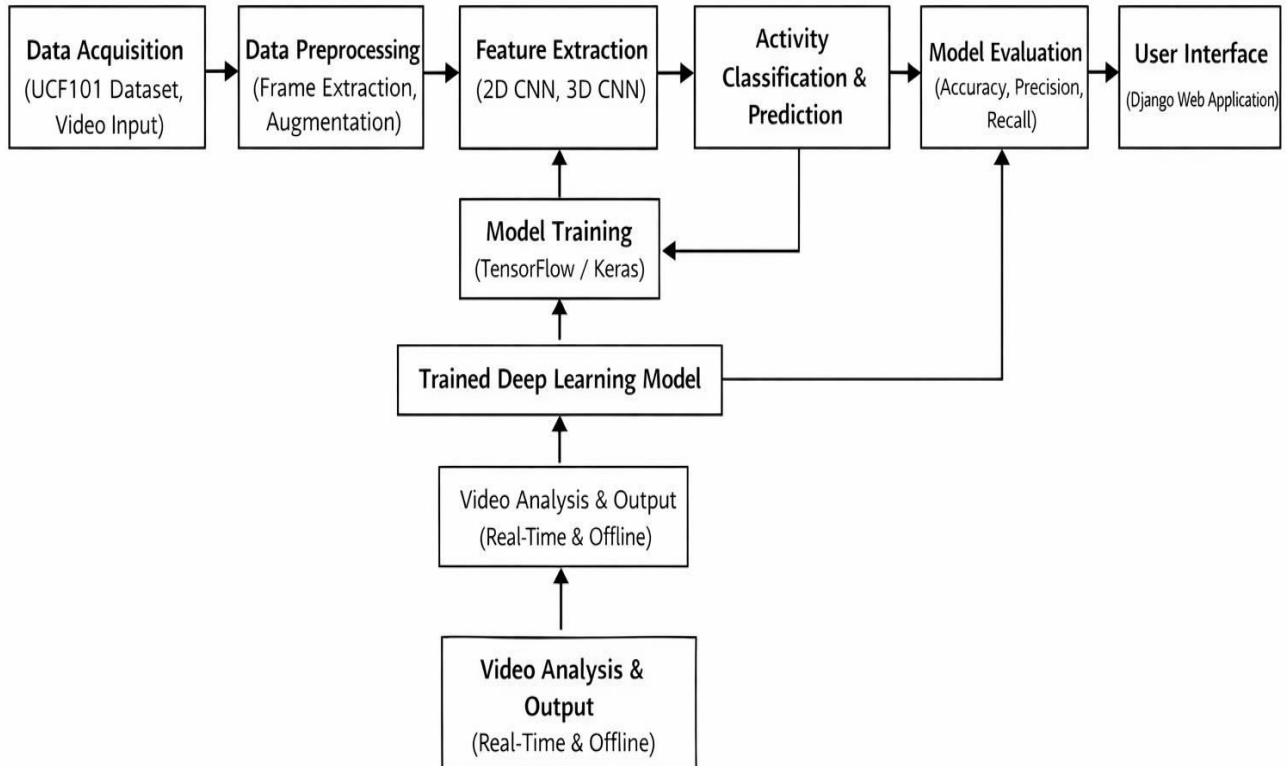 Data Acquisition
(UCF101 Dataset,
Video Input)
Data Preprocessing
(Frame Extraction,
Augmentation)
Feature Extraction
(2D CNN, 3D CNN)
Activity
Classification &
Prediction
Model Evaluation
(Accuracy, Precision,
Recall)
User Interface
(Django Web Application)
Model Training
(TensorFlow / Keras)
Trained Deep Learning Model
Video Analysis & Output
(Real-Time & Offline)
Video Analysis &
Output
(Real-Time & Offline)